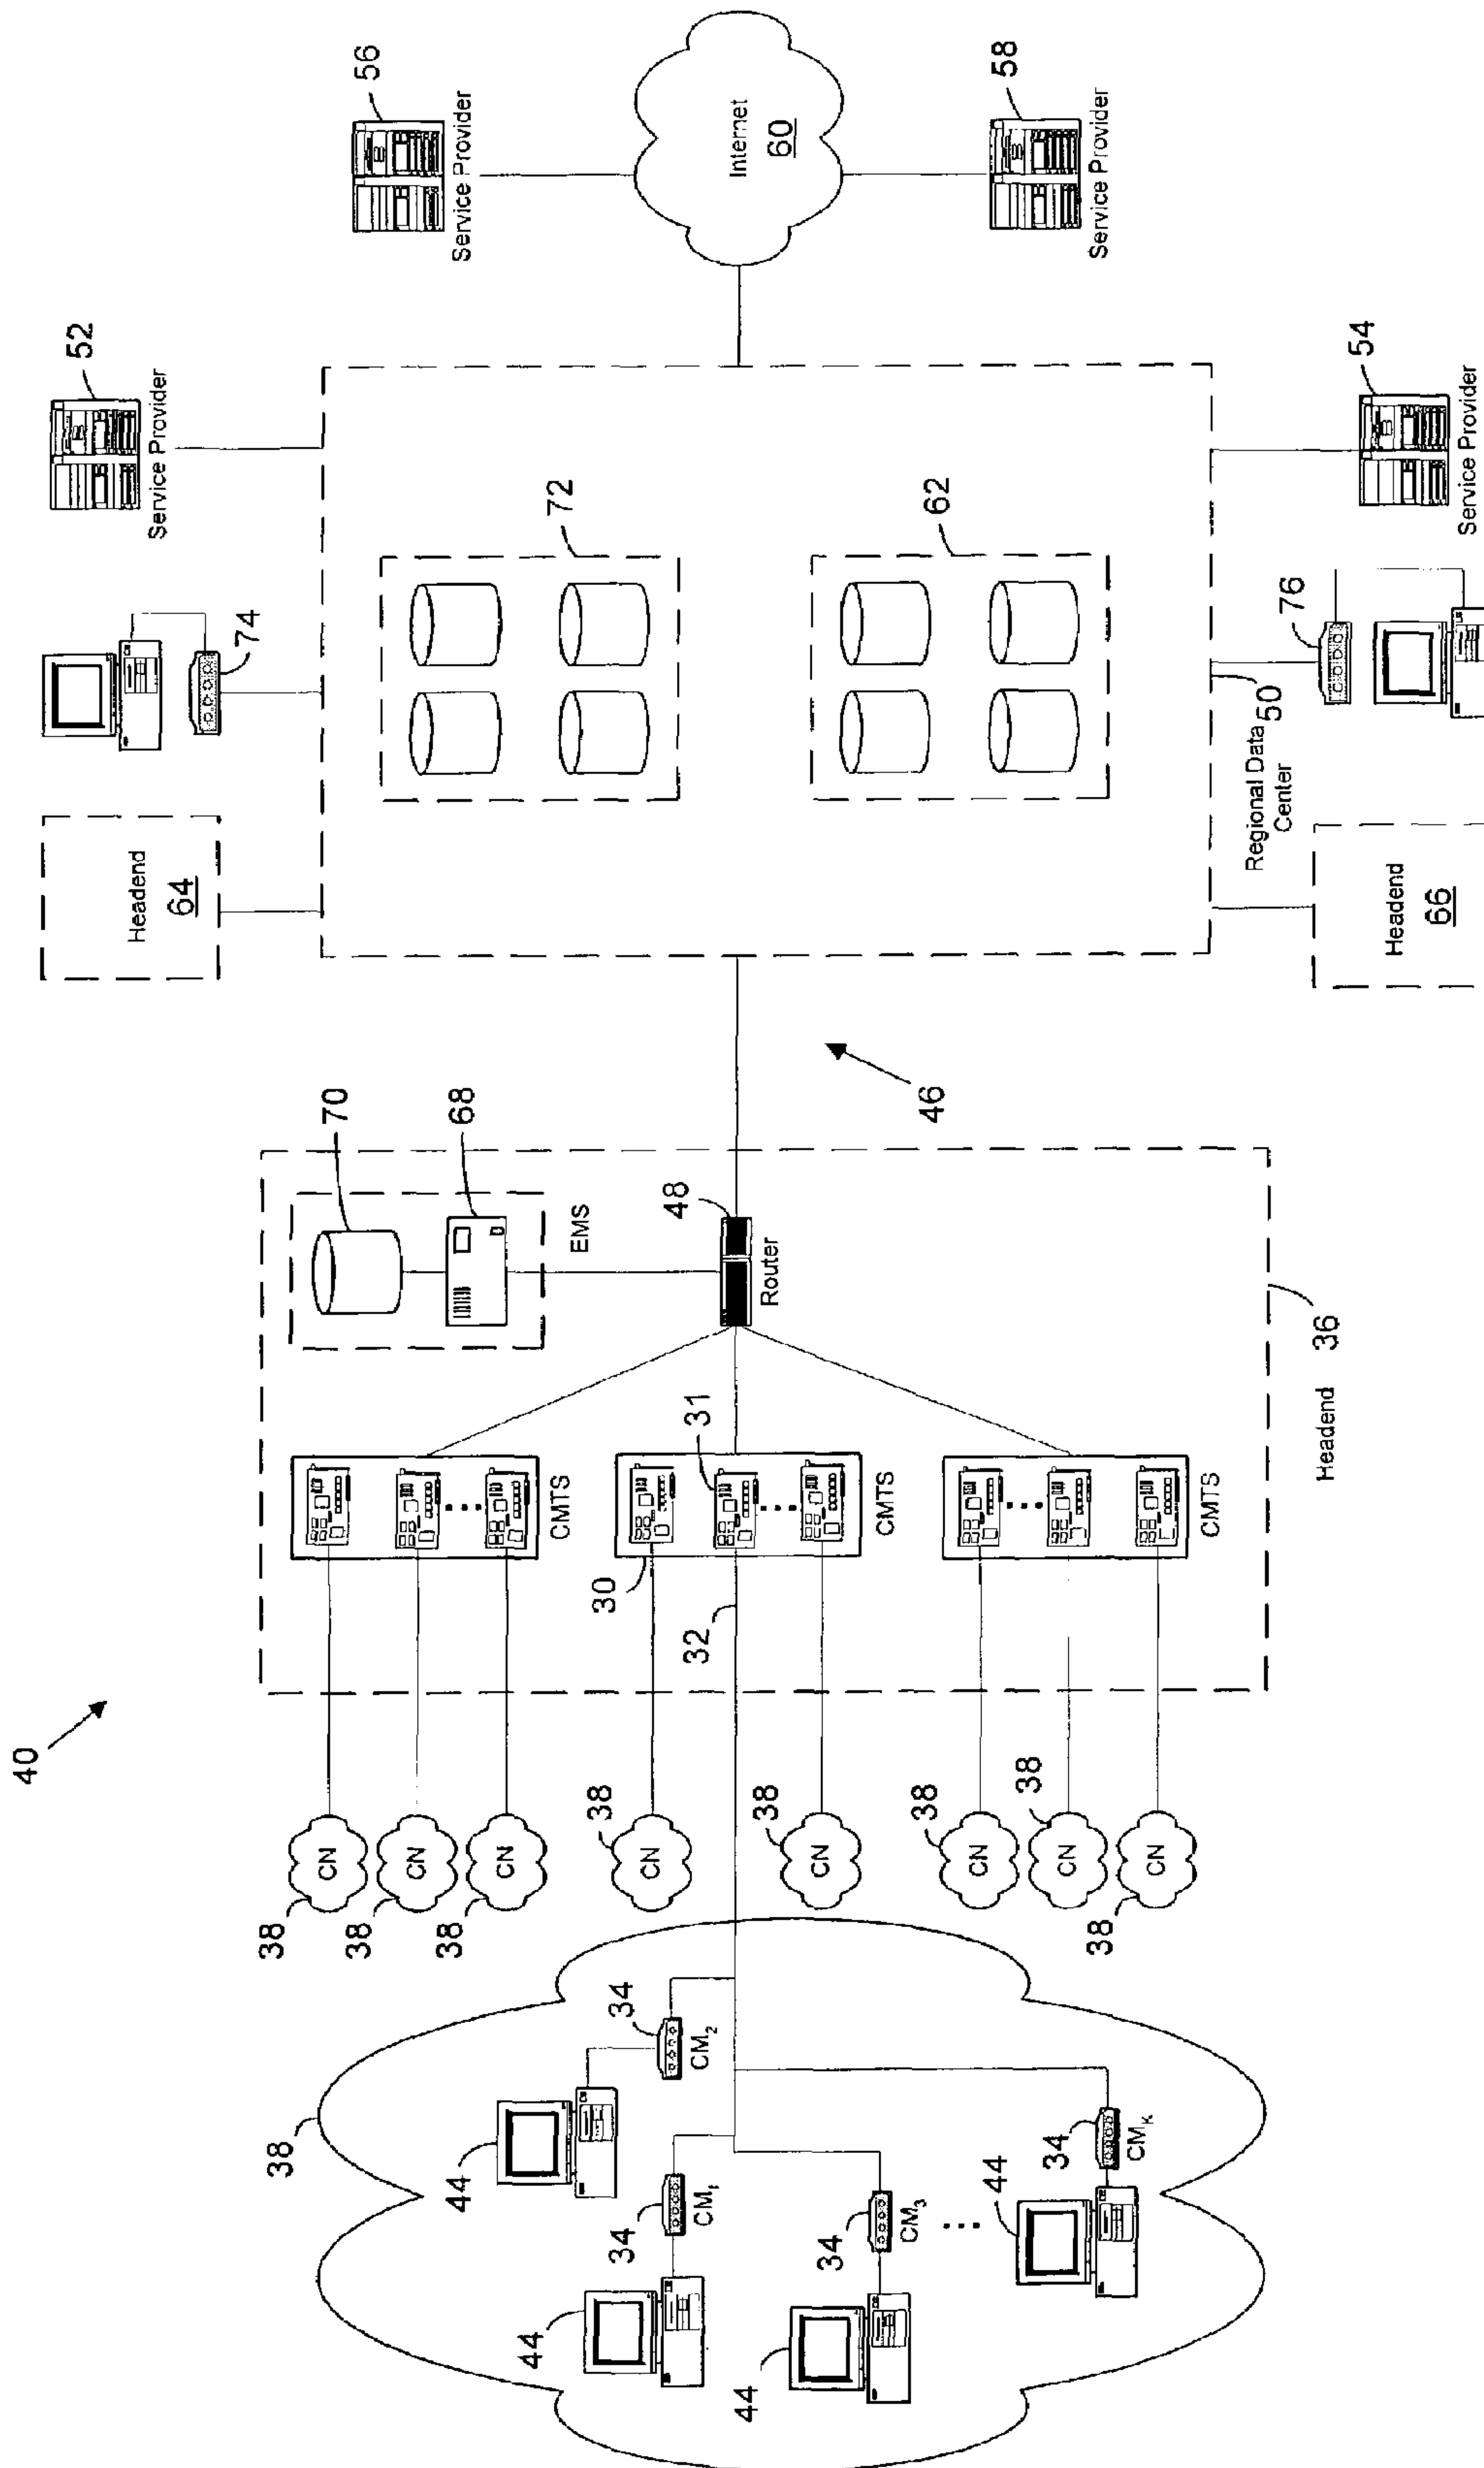 40
38
44
34
CM₂
44
34
CM₁
44
34
CM₃
44
34
CMₖ
38
CN
38
CN
38
CN
38
CN
38
CN
38
CN
38
CN
38
CN
32
30
31
CMTS
CMTS
CMTS
70
68
EMS
48
Router
Headend
36
46
Headend
64
74
52
Service Provider
72
62
Regional Data
Center
50
Headend
66
76
54
Service Provider
56
Service Provider
Internet
60
58
Service Provider